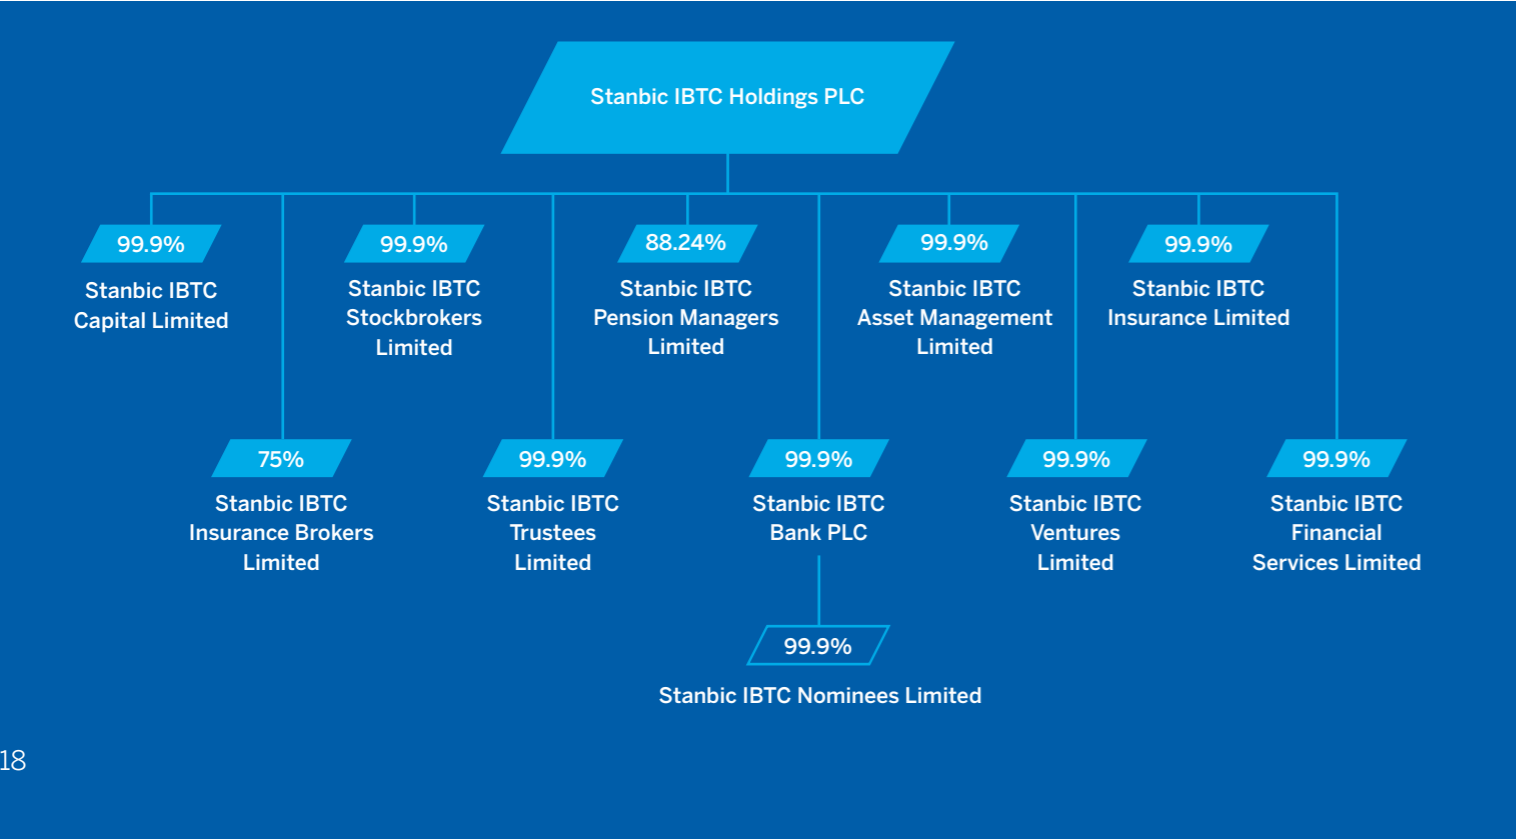 Stanbic IBTC Holdings PLC
99.9%
Stanbic IBTC
Capital Limited
99.9%
Stanbic IBTC
Stockbrokers
Limited
88.24%
Stanbic IBTC
Pension Managers
Limited
99.9%
Stanbic IBTC
Asset Management
Limited
99.9%
Stanbic IBTC
Insurance Limited
75%
Stanbic IBTC
Insurance Brokers
Limited
99.9%
Stanbic IBTC
Trustees
Limited
99.9%
Stanbic IBTC
Bank PLC
99.9%
Stanbic IBTC
Ventures
Limited
99.9%
Stanbic IBTC
Financial
Services Limited
99.9%
Stanbic IBTC Nominees Limited
18